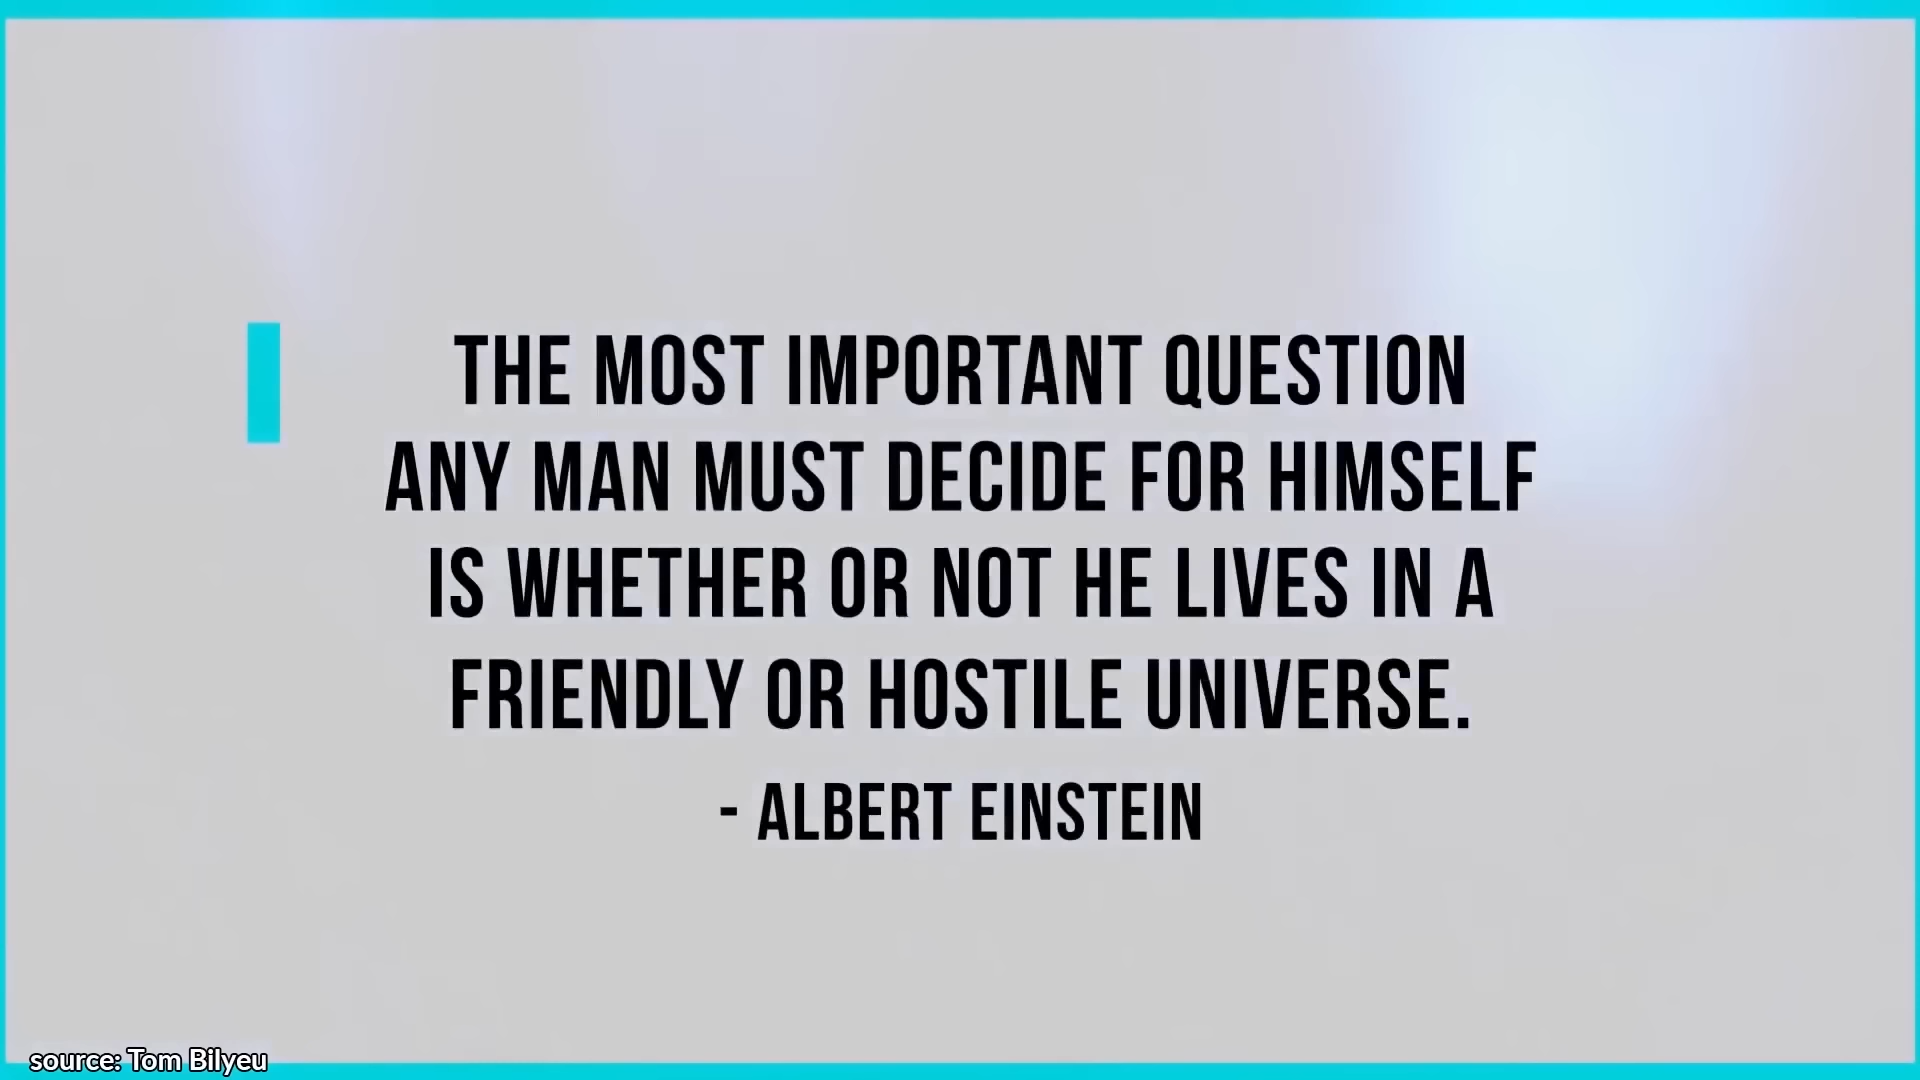 THE MOST IMPORTANT QUESTION
ANY MAN MUST DECIDE FOR HIMSELF
IS WHETHER OR NOT HE LIVES IN A
FRIENDLY OR HOSTILE UNIVERSE.
- ALBERT EINSTEIN
source: Tom Bilyeu